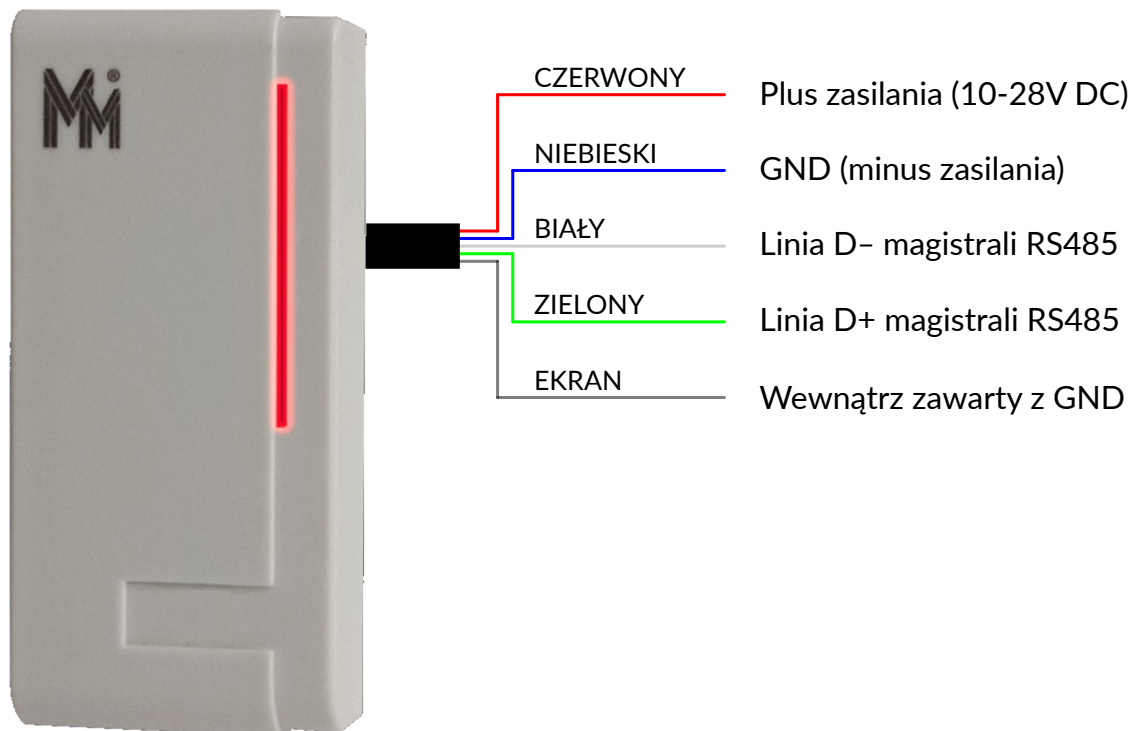 MM®
CZERWONY
Plus zasilania (10-28V DC)
NIEBIESKI
GND (minus zasilania)
BIAŁY
Linia D– magistrali RS485
ZIELONY
Linia D+ magistrali RS485
EKRAN
Wewnątrz zawarty z GND